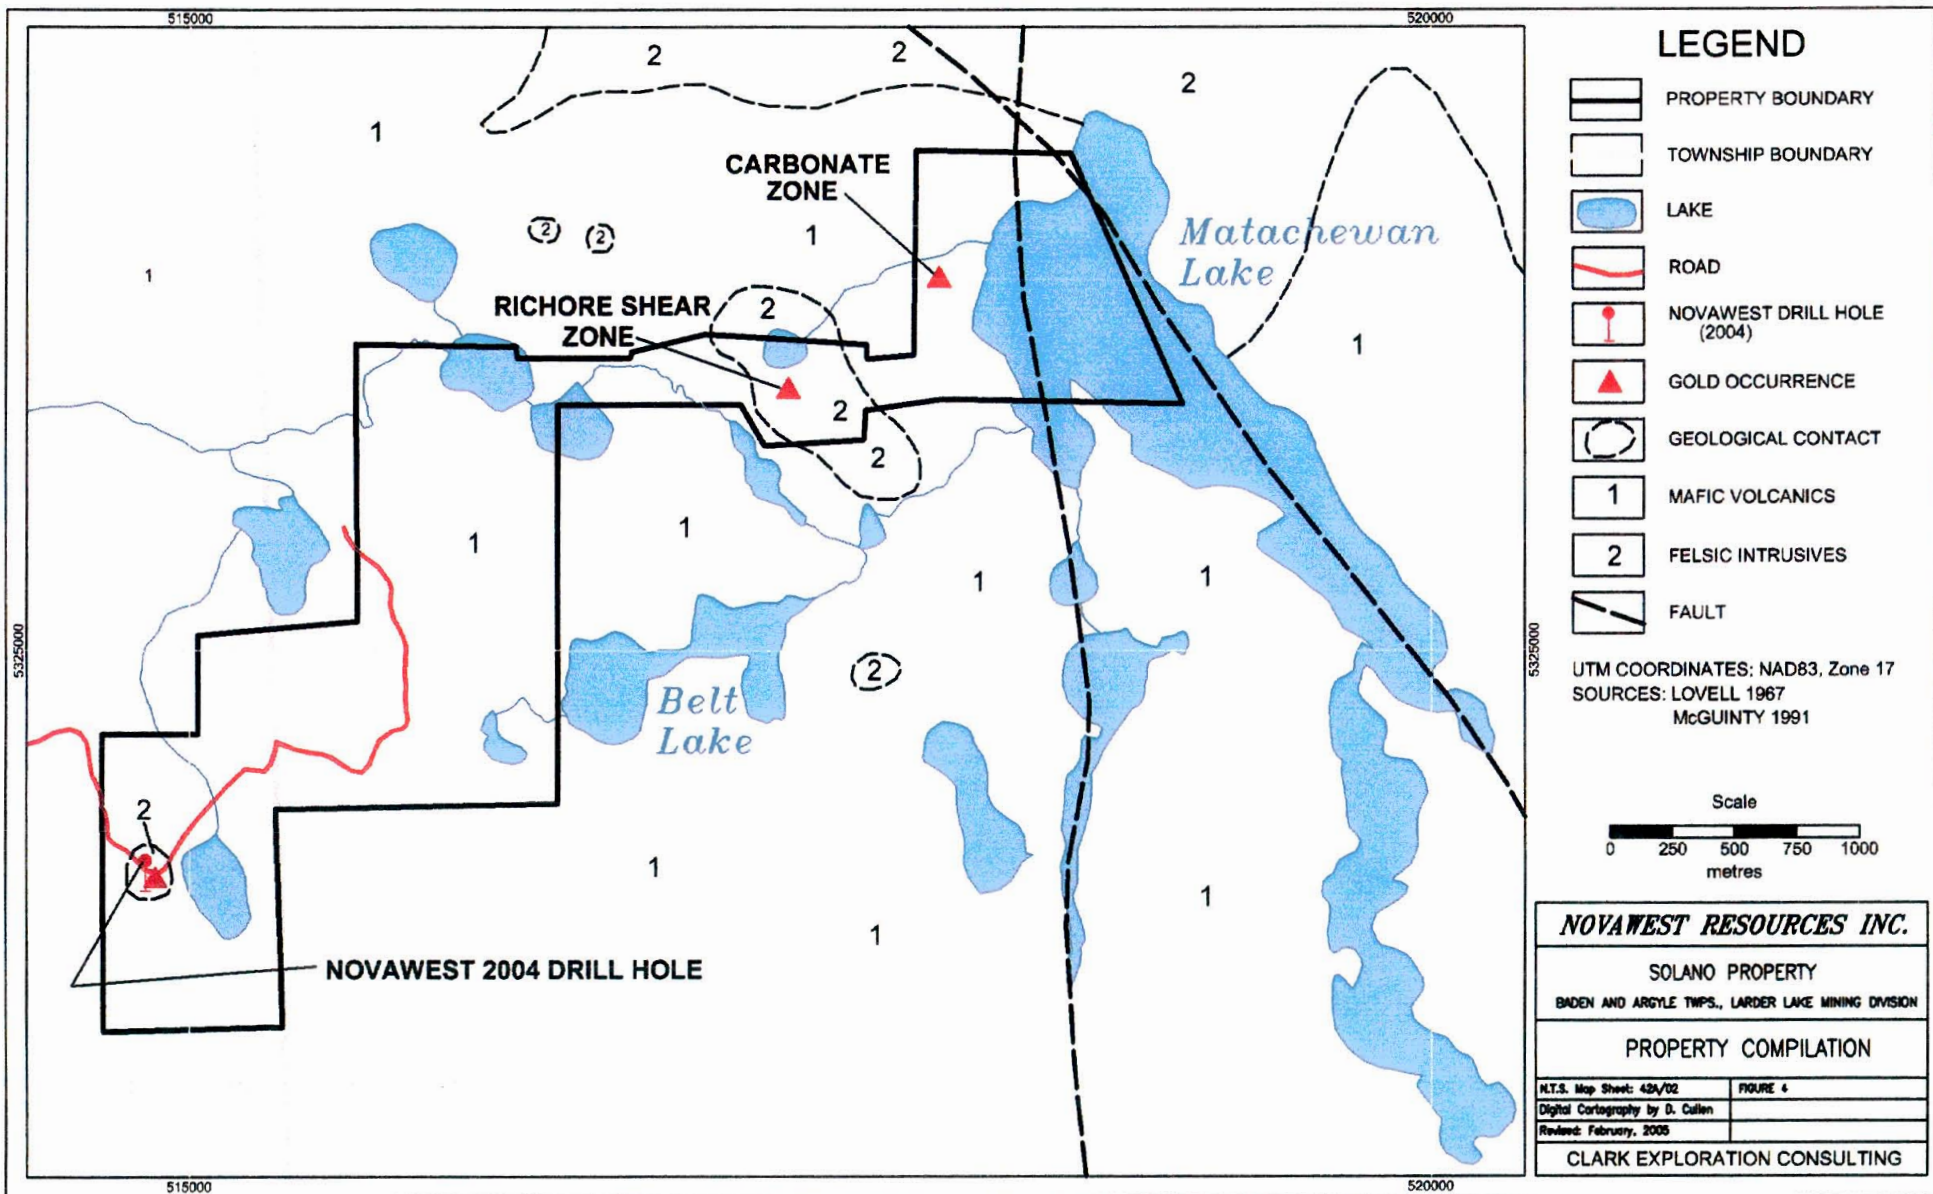 515000
520000
2
2
2
1
CARBONATE
ZONE
2
2
1
Matachewan
Lake
1
RICHORE SHEAR
ZONE
2
1
2
2
1
1
1
1
5325000
5325000
2
Belt
Lake
2
1
1
1
NOVAWEST 2004 DRILL HOLE
515000
520000
LEGEND
PROPERTY BOUNDARY
TOWNSHIP BOUNDARY
LAKE
ROAD
NOVAWEST DRILL HOLE
(2004)
GOLD OCCURRENCE
GEOLOGICAL CONTACT
1 MAFIC VOLCANICS
2 FELSIC INTRUSIVES
FAULT
UTM COORDINATES: NAD83, Zone 17
SOURCES: LOVELL 1967
McGUINTY 1991
Scale
0 250 500 750 1000
metres
NOVAWEST RESOURCES INC.
SOLANO PROPERTY
BADEN AND ARGYLE TWPS., LARDER LAKE MINING DIVISION
PROPERTY COMPILATION
N.T.S. Map Sheet: 42A/02 FIGURE 4
Digital Cartography by D. Cullen
Revised: February, 2005
CLARK EXPLORATION CONSULTING